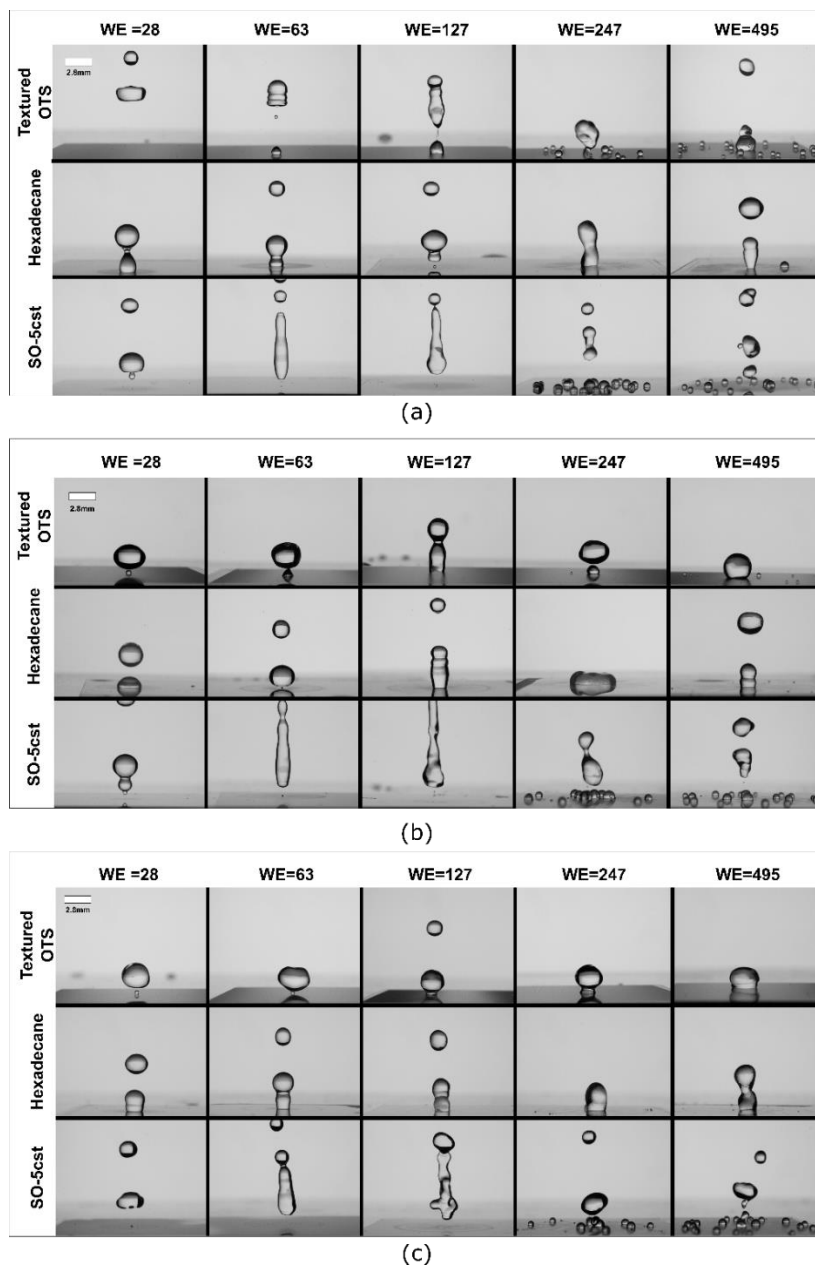 WE =28 WE=63 WE=127 WE=247 WE=495
Textured OTS
2.8mm
Hexadecane
SO-5cst
(a)
WE =28 WE=63 WE=127 WE=247 WE=495
Textured OTS
2.8mm
Hexadecane
SO-5cst
(b)
WE =28 WE=63 WE=127 WE=247 WE=495
Textured OTS
2.8mm
Hexadecane
SO-5cst
(c)